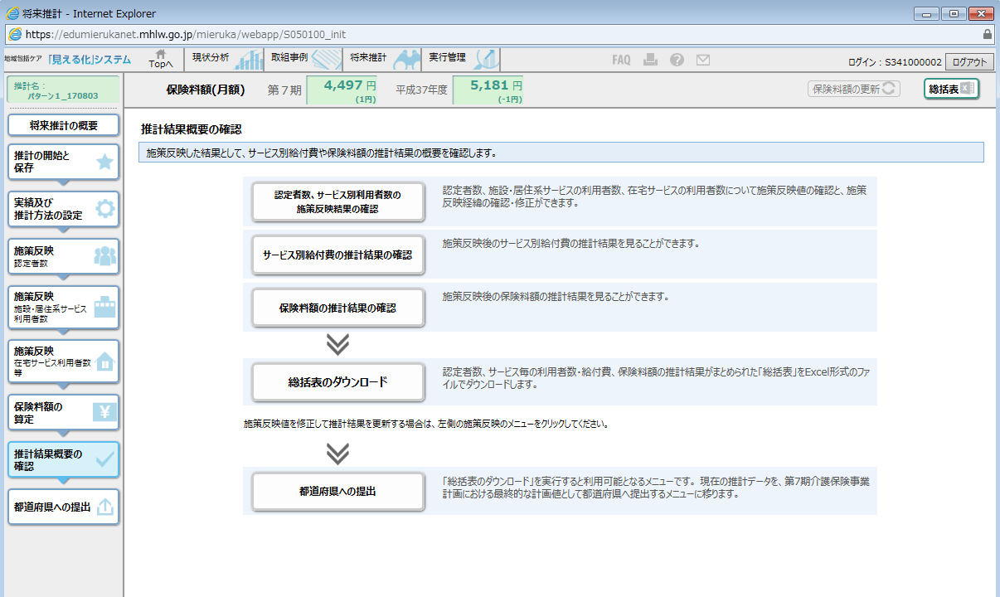 将来推計 - Internet Explorer
https://edumierukanet.mhlw.go.jp/mieruka/webapp/S050100_init
地域包括ケア「見える化」システム
Topへ
現状分析
取組事例
将来推計
実行管理
FAQ
ログイン：S341000002
ログアウト
推計名：
パターン１_170803
保険料額(月額)
第７期
4,497 円
(1円)
平成37年度
5,181 円
(-1円)
保険料額の更新
総括表
将来推計の概要
推計の開始と
保存
実績及び
推計方法の設定
施策反映
認定者数
施策反映
施設・居住系サービス
利用者数
施策反映
在宅サービス利用者数
等
保険料額の
算定
推計結果概要の
確認
都道府県への提出
推計結果概要の確認
施策反映した結果として、サービス別給付費や保険料額の推計結果の概要を確認します。
認定者数、サービス別利用者数の
施策反映結果の確認
認定者数、施設・居住系サービスの利用者数、在宅サービスの利用者数について施策反映値の確認と、施策
反映経緯の確認・修正ができます。
サービス別給付費の推計結果の確認
施策反映後のサービス別給付費の推計結果を見ることができます。
保険料額の推計結果の確認
施策反映後の保険料額の推計結果を見ることができます。
総括表のダウンロード
認定者数、サービス毎の利用者数・給付費、保険料額の推計結果がまとめられた「総括表」をExcel形式のファ
イルでダウンロードします。
施策反映値を修正して推計結果を更新する場合は、左側の施策反映のメニューをクリックしてください。
都道府県への提出
「総括表のダウンロード」を実行すると利用可能となるメニューです。 現在の推計データを、第7期介護保険事業
計画における最終的な計画値として都道府県へ提出するメニューに移ります。